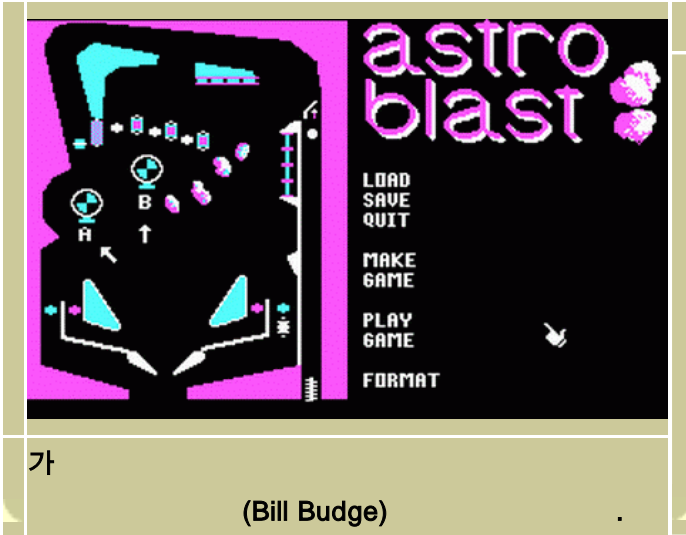 astro
blast
LOAD
SAVE
QUIT
MAKE
GAME
PLAY
GAME
FORMAT
B
A
가
(Bill Budge) .